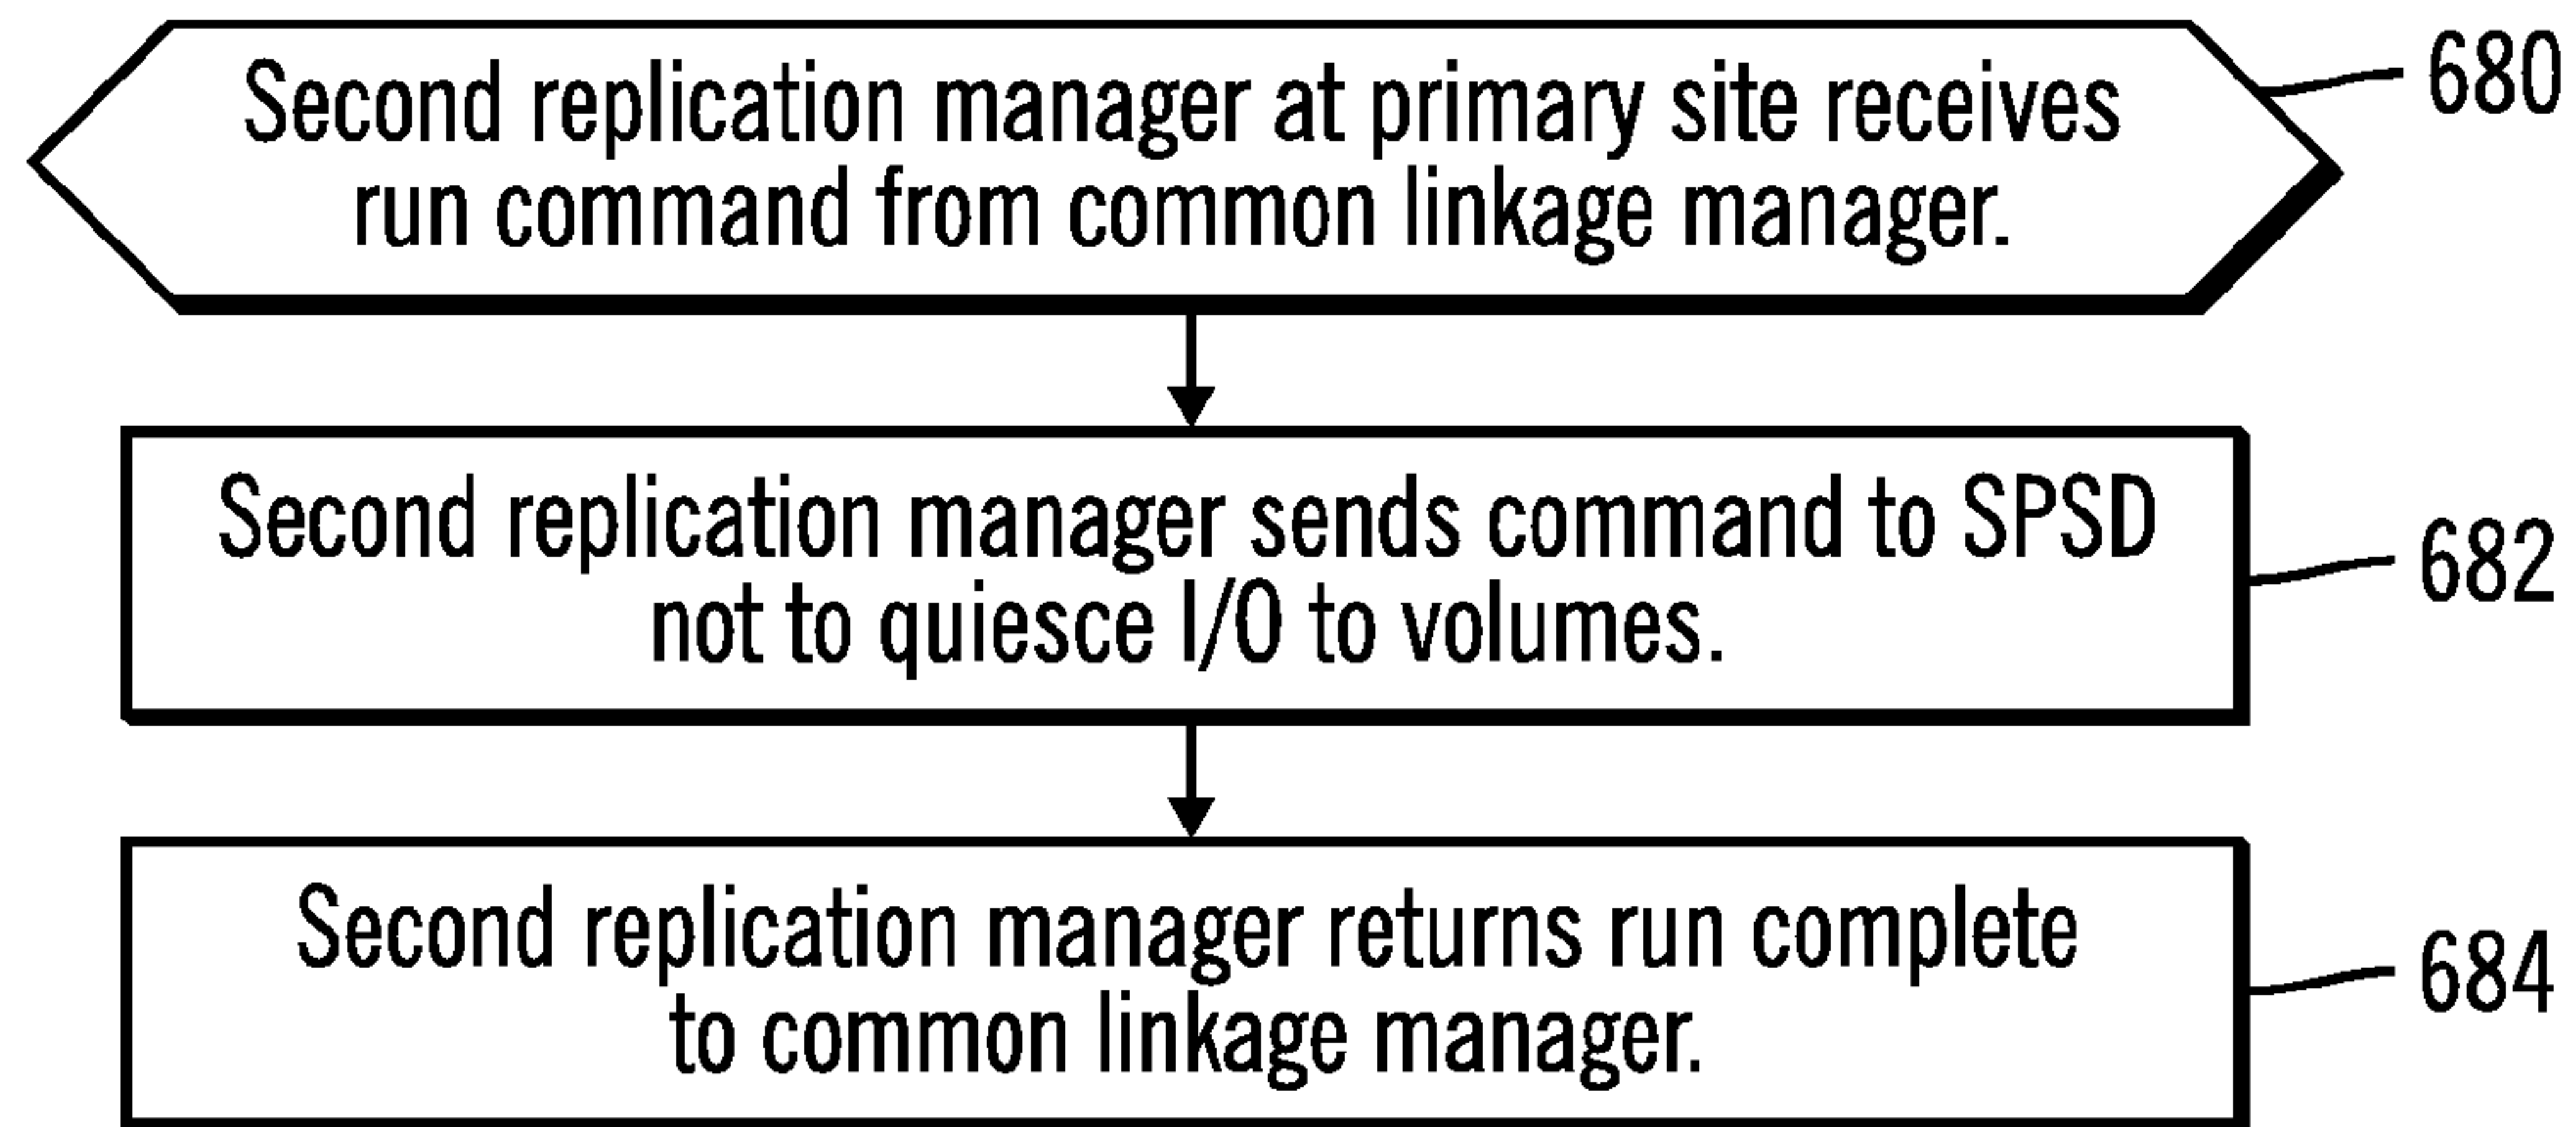 Second replication manager at primary site receives
run command from common linkage manager.
680
Second replication manager sends command to SPSD
not to quiesce I/O to volumes.
682
Second replication manager returns run complete
to common linkage manager.
684